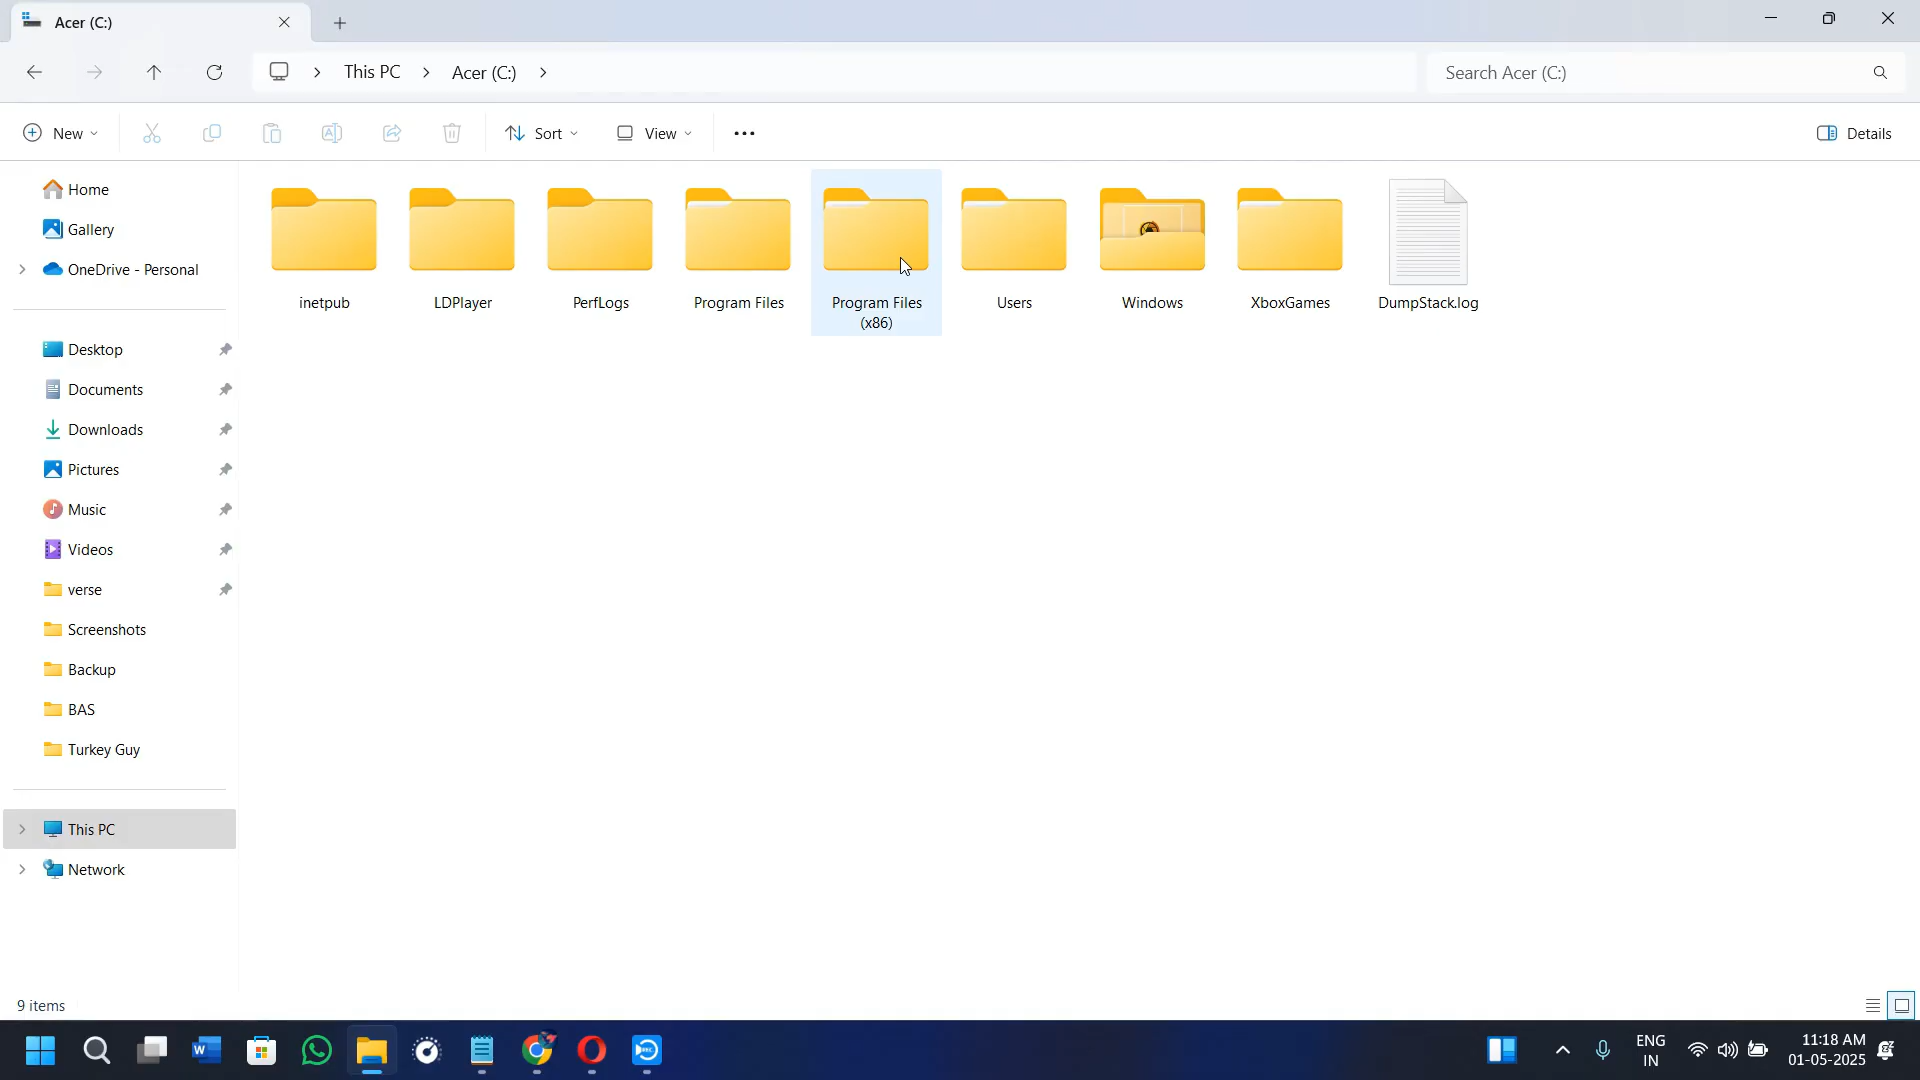 Acer (C:)
This PC
Acer (C:)
Search Acer (C:)
New
Sort
View
Details
Home
Gallery
OneDrive - Personal
Desktop
Documents
Downloads
Pictures
Music
Videos
verse
Screenshots
Backup
BAS
Turkey Guy
This PC
Network
inetpub
LDPlayer
PerfLogs
Program Files
Program Files
(x86)
Users
Windows
XboxGames
DumpStack.log
9 items
W
REC
ENG
IN
11:18 AM
01-05-2025